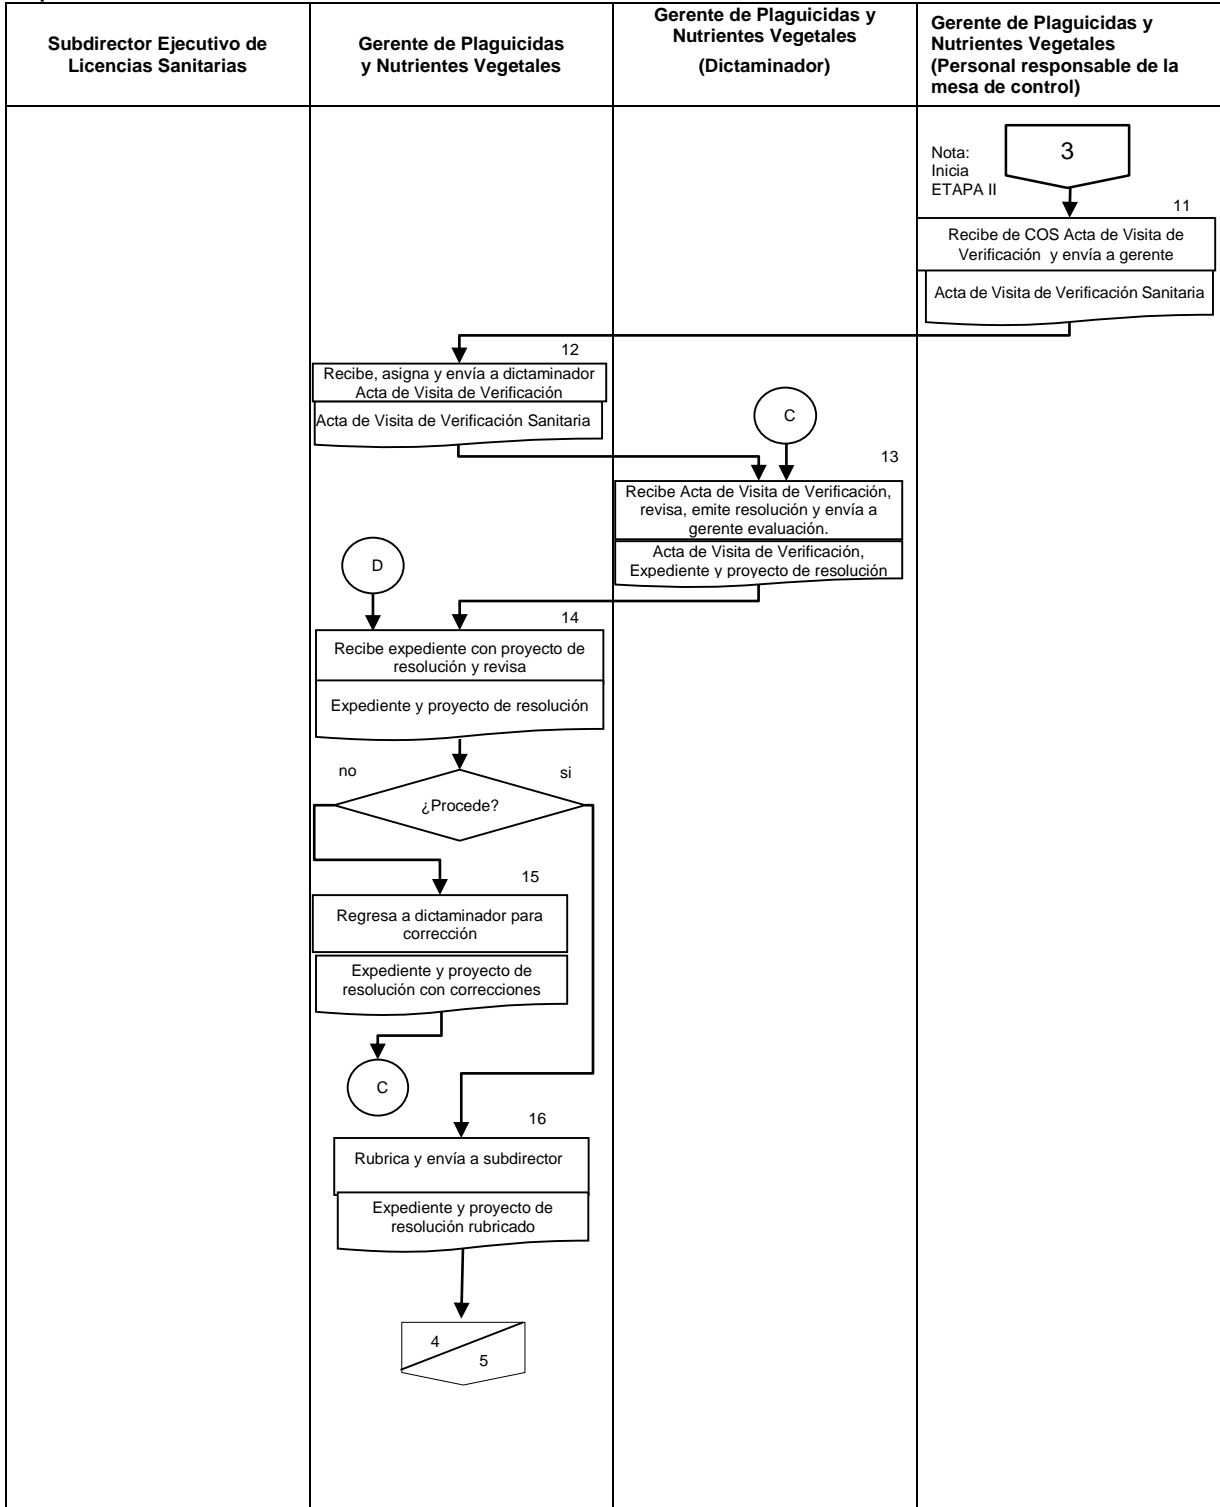 Subdirector Ejecutivo de
Licencias Sanitarias
Gerente de Plaguicidas
y Nutrientes Vegetales
Gerente de Plaguicidas y
Nutrientes Vegetales
(Dictaminador)
Gerente de Plaguicidas y
Nutrientes Vegetales
(Personal responsable de la
mesa de control)
Nota:
Inicia
ETAPA II
3
11
Recibe de COS Acta de Visita de
Verificación y envía a gerente
Acta de Visita de Verificación Sanitaria
12
Recibe, asigna y envía a dictaminador
Acta de Visita de Verificación
Acta de Visita de Verificación Sanitaria
C
13
Recibe Acta de Visita de Verificación,
revisa, emite resolución y envía a
gerente evaluación.
Acta de Visita de Verificación,
Expediente y proyecto de resolución
D
14
Recibe expediente con proyecto de
resolución y revisa
Expediente y proyecto de resolución
no
si
¿Procede?
15
Regresa a dictaminador para
corrección
Expediente y proyecto de
resolución con correcciones
C
16
Rubrica y envía a subdirector
Expediente y proyecto de
resolución rubricado
4
5